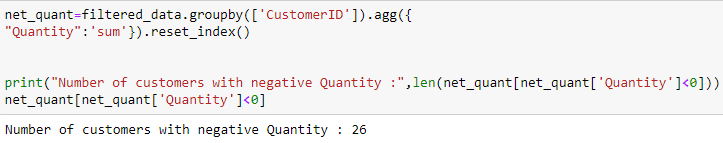 net_quant=filtered_data.groupby(['CustomerID']).agg({
"Quantity":'sum'}).reset_index()
print("Number of customers with negative Quantity :",len(net_quant[net_quant['Quantity']<0]))
net_quant[net_quant['Quantity']<0]
Number of customers with negative Quantity : 26